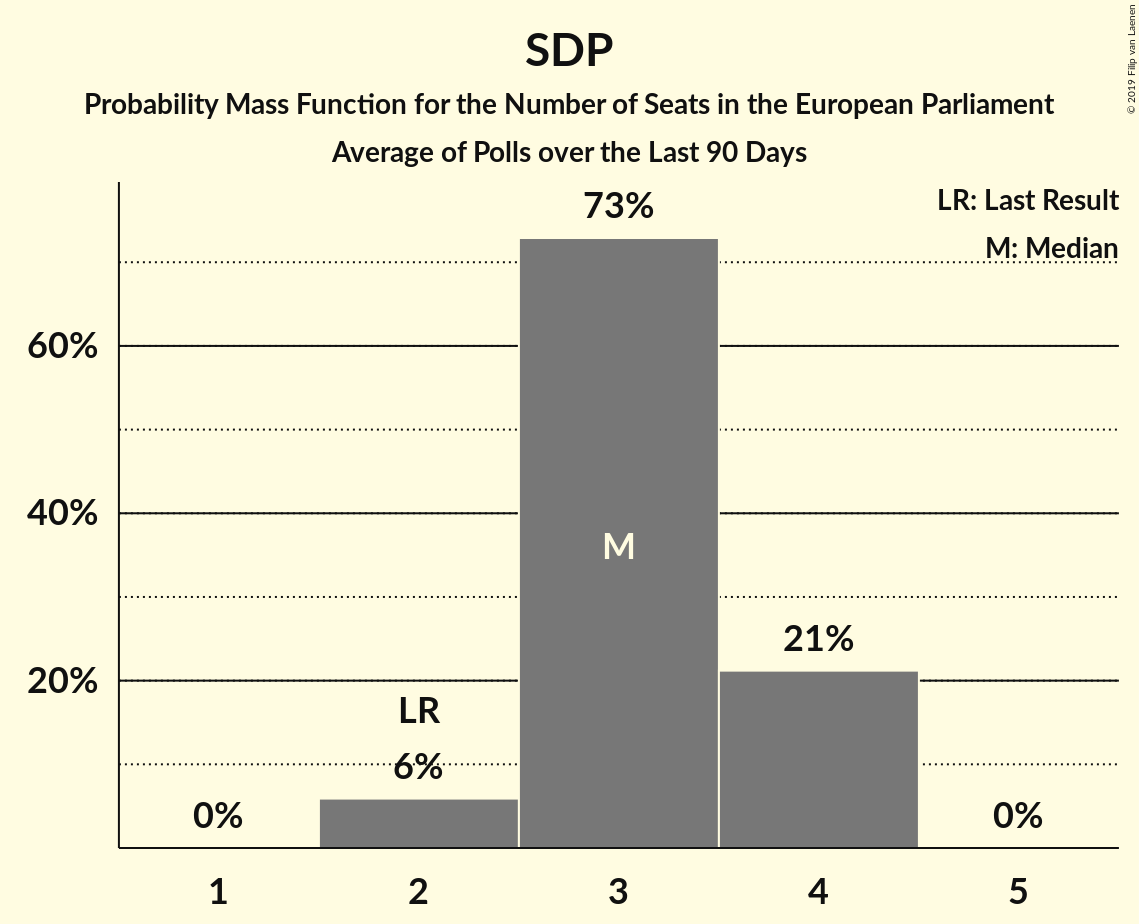 SDP
Probability Mass Function for the Number of Seats in the European Parliament
Average of Polls over the Last 90 Days
© 2019 Filip van Laenen
LR: Last Result
M: Median
73%
60%
40%
M
21%
20%
LR
6%
0%
0%
1 2 3 4 5